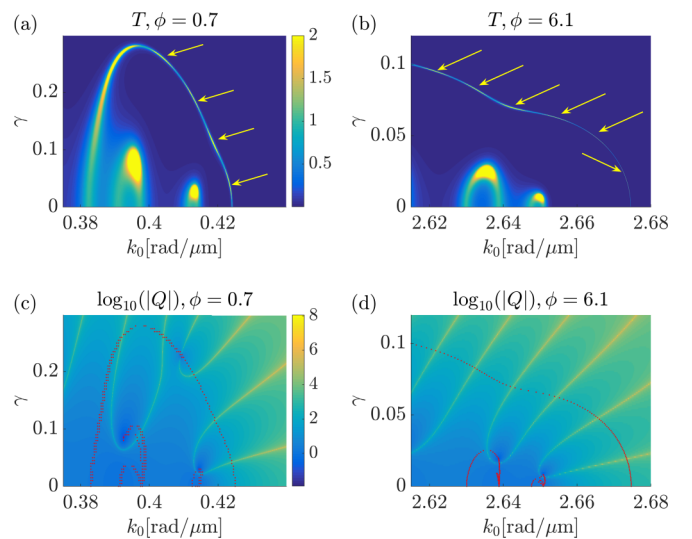 (a) T, ϕ = 0.7
γ
0.2
0.1
0
0.38 0.4 0.42
k₀[rad/μm]
2
1.5
1
0.5
(b) T, ϕ = 6.1
γ
0.1
0.05
0
2.62 2.64 2.66 2.68
k₀[rad/μm]
(c) log₁₀(|Q|), ϕ = 0.7
γ
0.2
0.1
0
0.38 0.4 0.42
k₀[rad/μm]
8
6
4
2
0
(d) log₁₀(|Q|), ϕ = 6.1
γ
0.1
0.05
0
2.62 2.64 2.66 2.68
k₀[rad/μm]